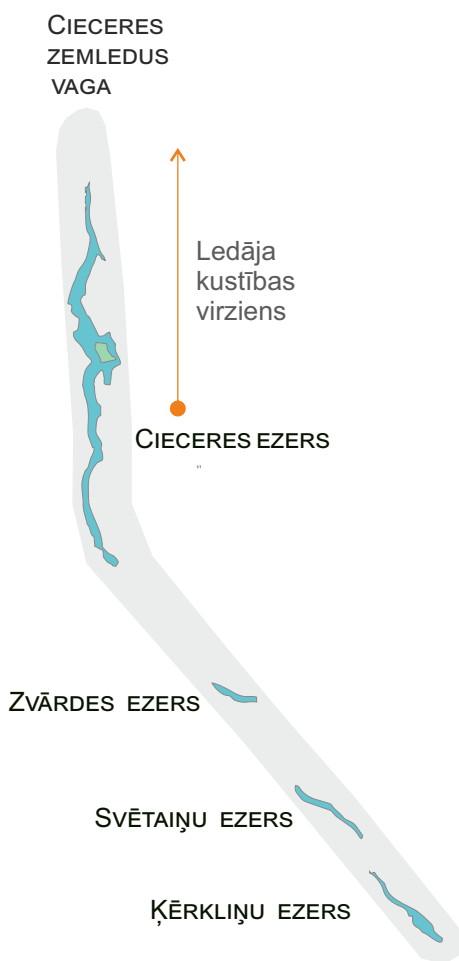 CIECERES
ZEMLEDUS
VAGA
Ledāja
kustības
virziens
CIECERES EZERS
ZVĀRDES EZERS
SVĒTAIŅU EZERS
ĶĒRKLIŅU EZERS